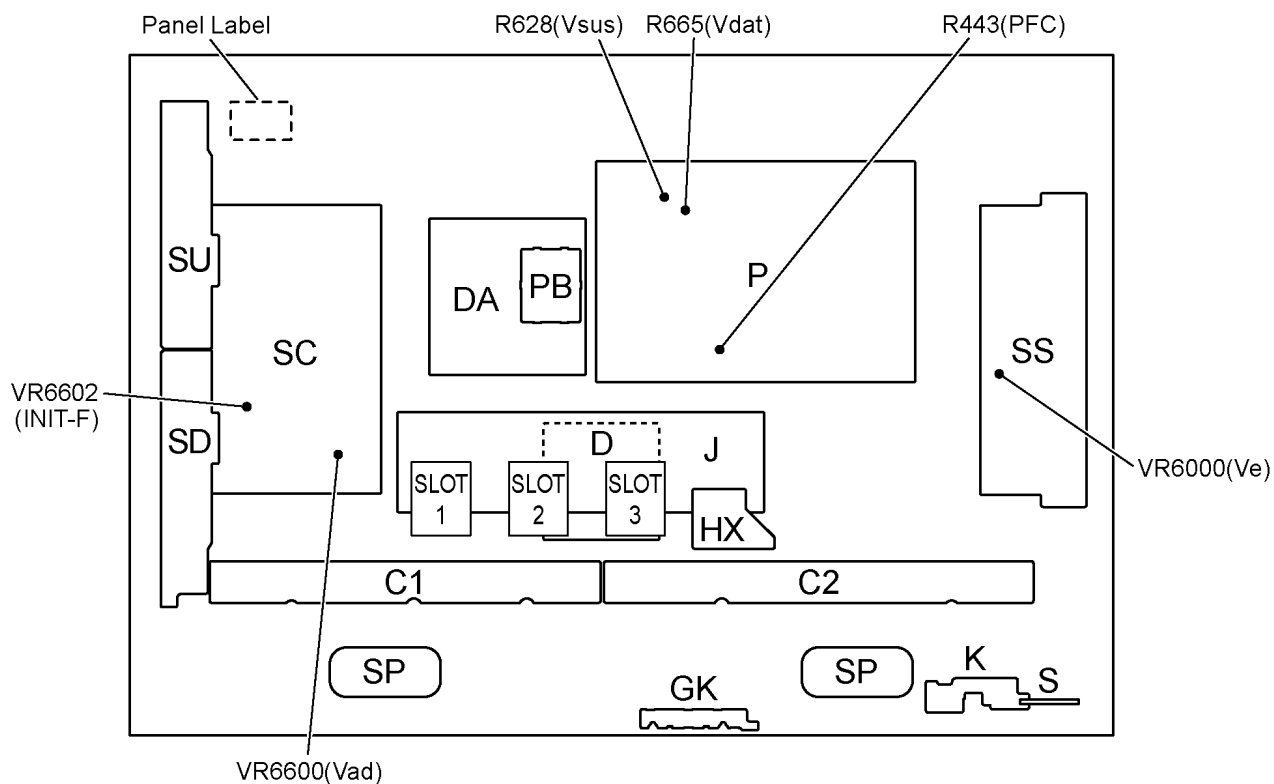 Panel Label
R628(Vsus)
R665(Vdat)
R443(PFC)
SU
PB
DA
P
SC
SS
VR6602
(INIT-F)
SD
D
J
VR6000(Ve)
SLOT
1
SLOT
2
SLOT
3
HX
C1
C2
SP
SP
K
S
GK
VR6600(Vad)